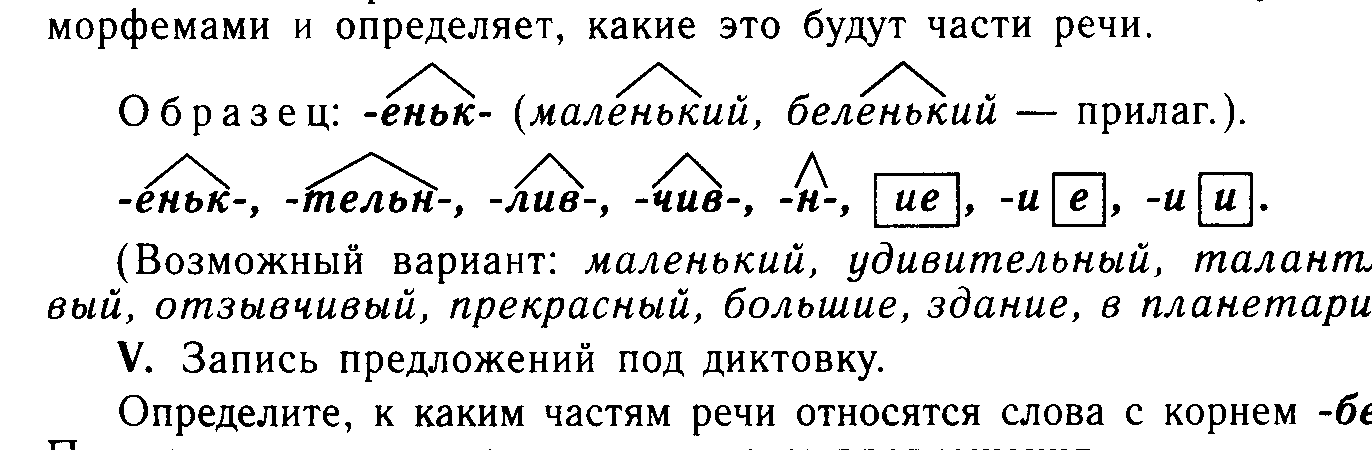 морфемами и определяет, какие это будут части речи.
Образец: -еньк- (маленький, беленький — прилаг.).
-еньк-, -тельн-, -лив-, -чив-, -н-, ие, -и е, -и и.
(Возможный вариант: маленький, удивительный, талантл
вый, отзывчивый, прекрасный, большие, здание, в планетари
V. Запись предложений под диктовку.
Определите, к каким частям речи относятся слова с корнем -бе